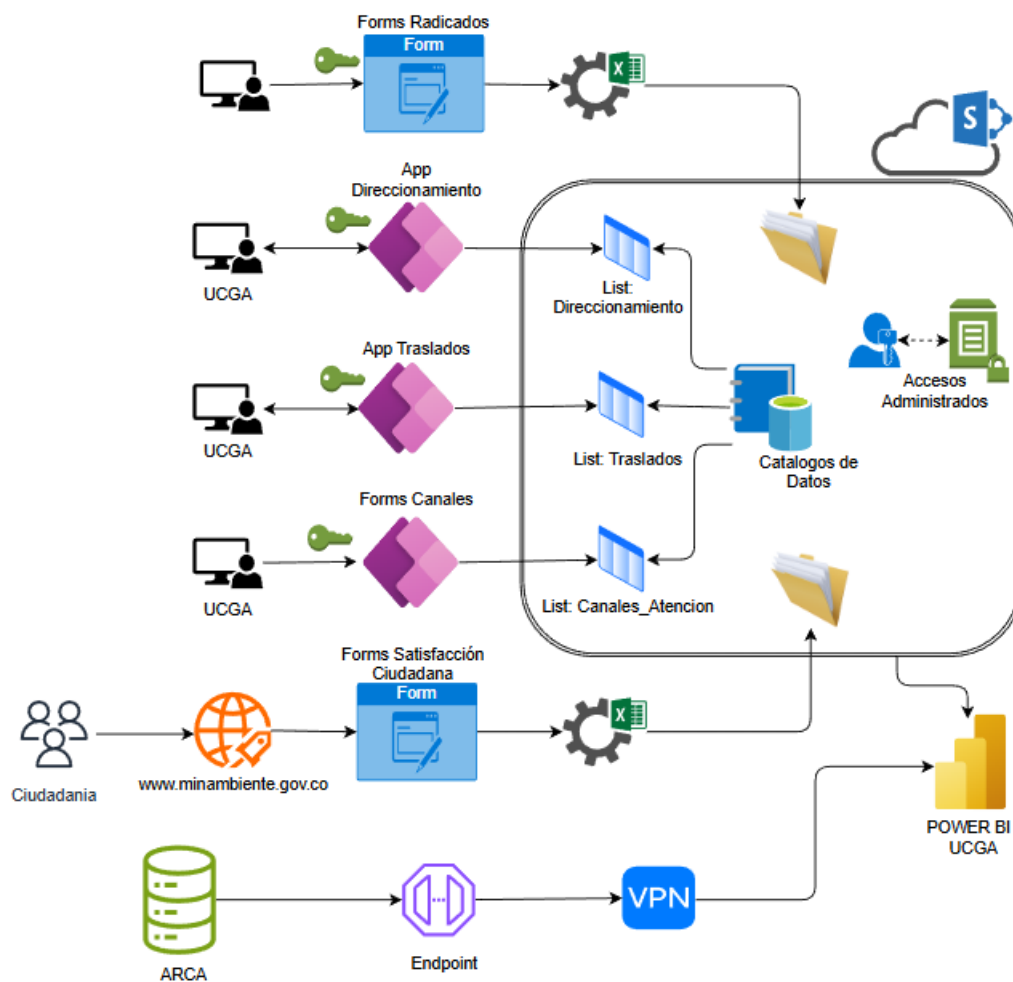 Forms Radicados
Form
X
S
App
Direccionamiento
UCGA
List:
Direccionamiento
Accesos
Administrados
App Traslados
UCGA
List: Traslados
Catalogos de
Datos
Forms Canales
UCGA
List: Canales_Atencion
Forms Satisfacción
Ciudadana
Form
X
Ciudadania
www.minambiente.gov.co
POWER BI
UCGA
VPN
Endpoint
ARCA